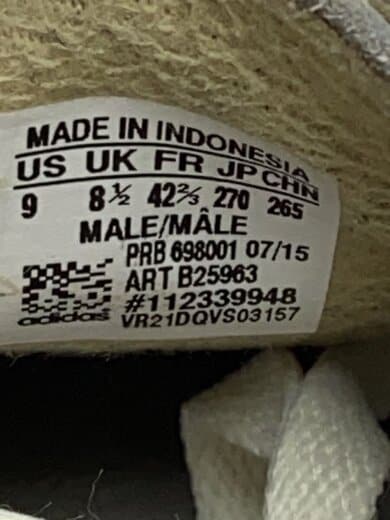 MADE IN INDONESIA
US UK FR JP CHN
9 8½ 42⅔ 270 265
MALE/MÂLE
PRB 698001 07/15
ART B25963
#112339948
adidas VR21DQVS03157